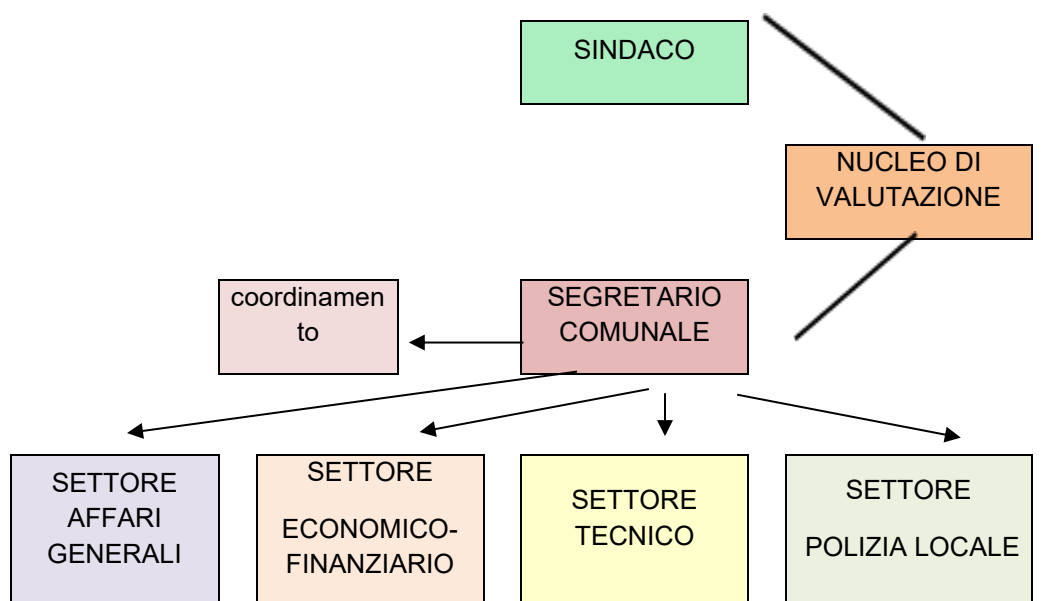 SINDACO
NUCLEO DI
VALUTAZIONE
coordinamen
to
SEGRETARIO
COMUNALE
SETTORE
AFFARI
GENERALI
SETTORE
ECONOMICO-
FINANZIARIO
SETTORE
TECNICO
SETTORE
POLIZIA LOCALE